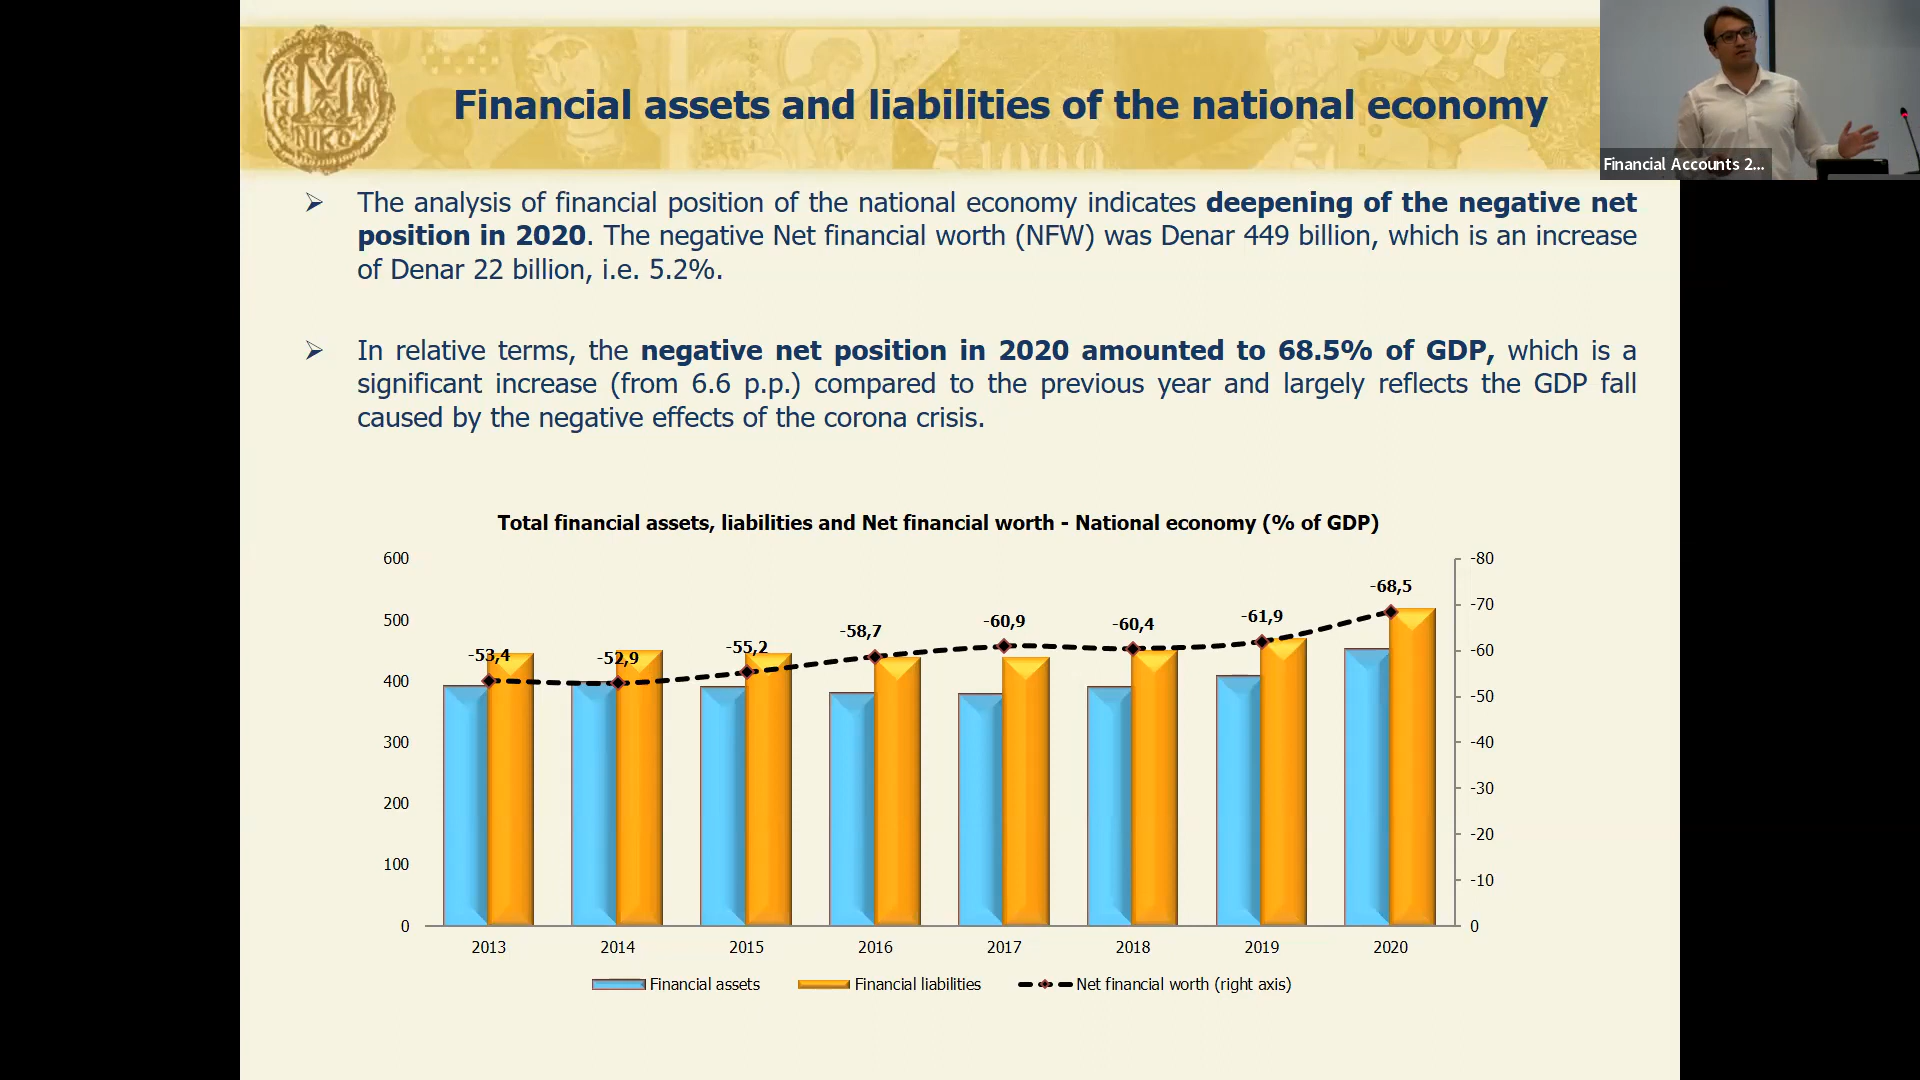 Financial assets and liabilities of the national economy
Financial Accounts 2...
➢ The analysis of financial position of the national economy indicates deepening of the negative net
position in 2020. The negative Net financial worth (NFW) was Denar 449 billion, which is an increase
of Denar 22 billion, i.e. 5.2%.
➢ In relative terms, the negative net position in 2020 amounted to 68.5% of GDP, which is a
significant increase (from 6.6 p.p.) compared to the previous year and largely reflects the GDP fall
caused by the negative effects of the corona crisis.
Total financial assets, liabilities and Net financial worth - National economy (% of GDP)
600
500
400
300
200
100
0
-53,4
-52,9
-55,2
-58,7
-60,9
-60,4
-61,9
-68,5
-80
-70
-60
-50
-40
-30
-20
-10
0
2013 2014 2015 2016 2017 2018 2019 2020
Financial assets Financial liabilities Net financial worth (right axis)